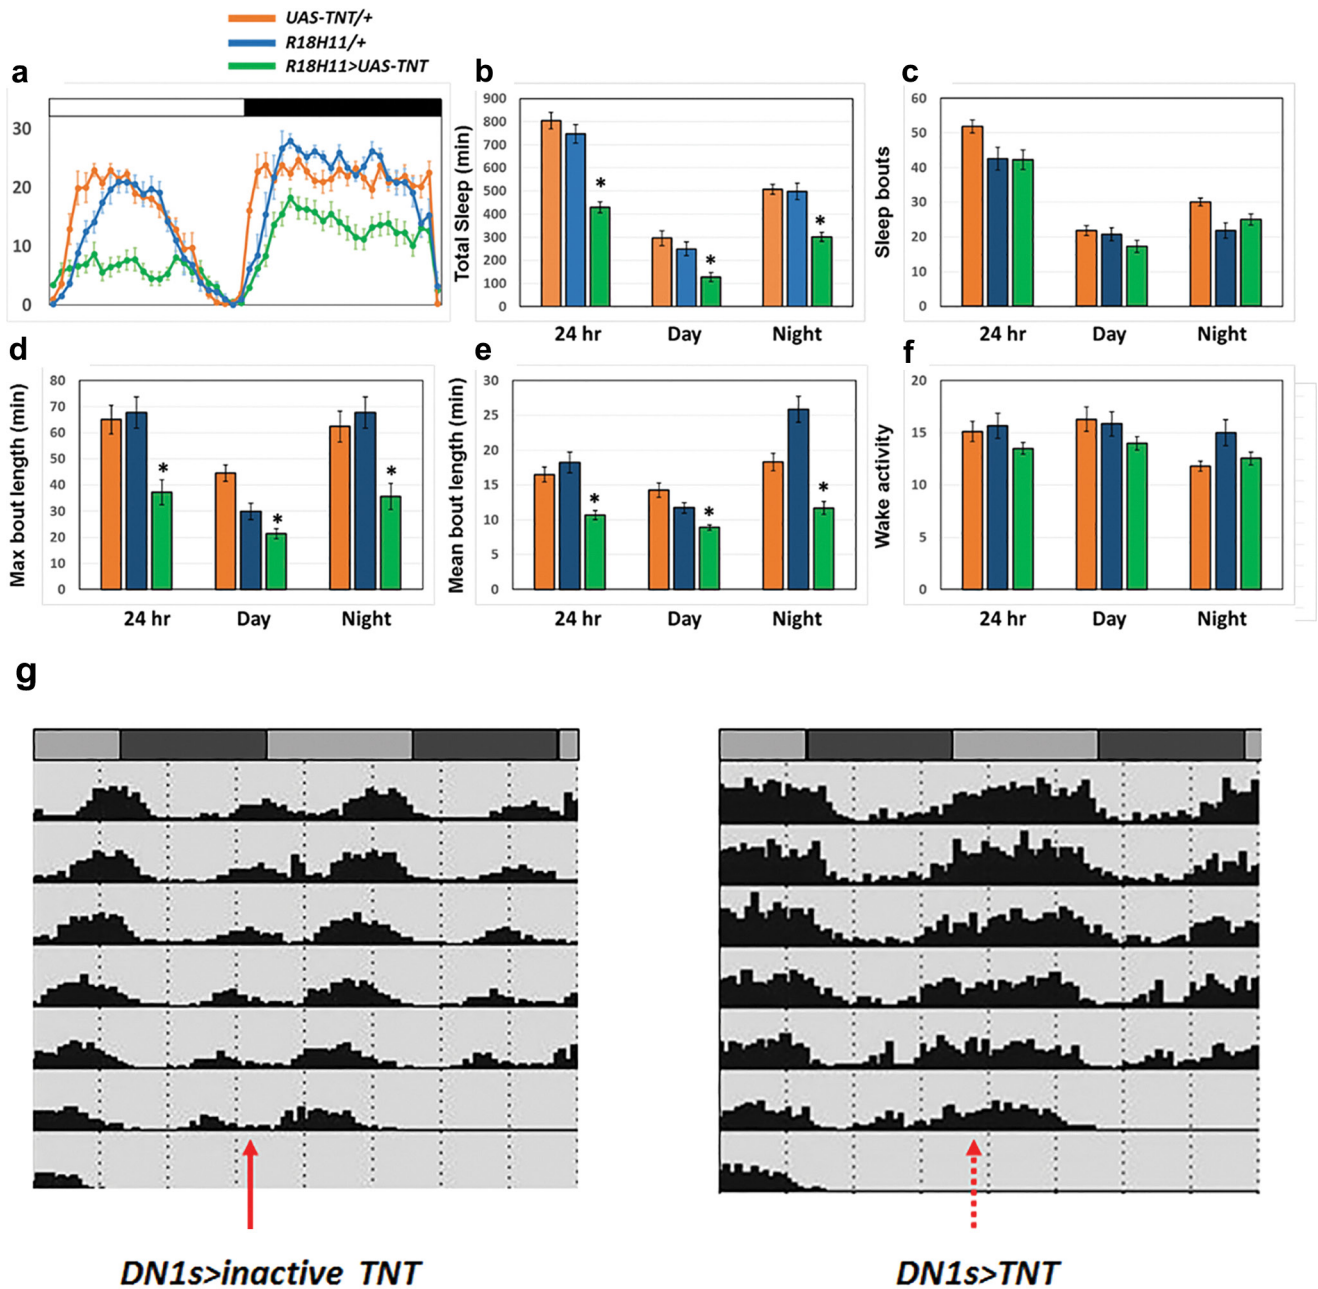 UAS-TNT/+
R18H11/+
R18H11>UAS-TNT
a
30
20
10
0
b
Total Sleep (min)
900
800
700
600
500
400
300
200
100
0
*
*
*
24 hr Day Night
c
Sleep bouts
60
50
40
30
20
10
0
24 hr Day Night
d
Max bout length (min)
80
70
60
50
40
30
20
10
0
*
*
*
24 hr Day Night
e
Mean bout length (min)
30
25
20
15
10
5
0
*
*
*
24 hr Day Night
f
Wake activity
20
15
10
5
0
24 hr Day Night
g
DN1s>inactive TNT
DN1s>TNT